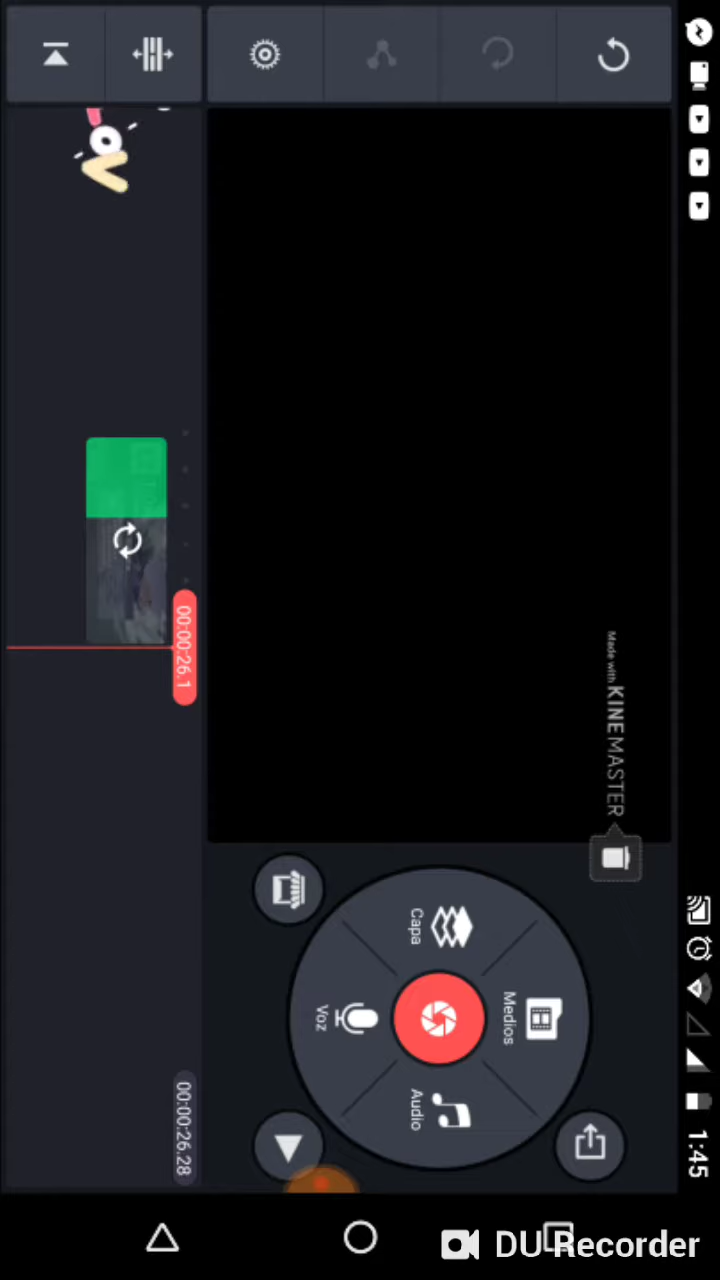 1:45
Made with KINEMASTER
Medios
Capa
Audio
Voz
00:00:26.1
00:00:26.28
DU Recorder